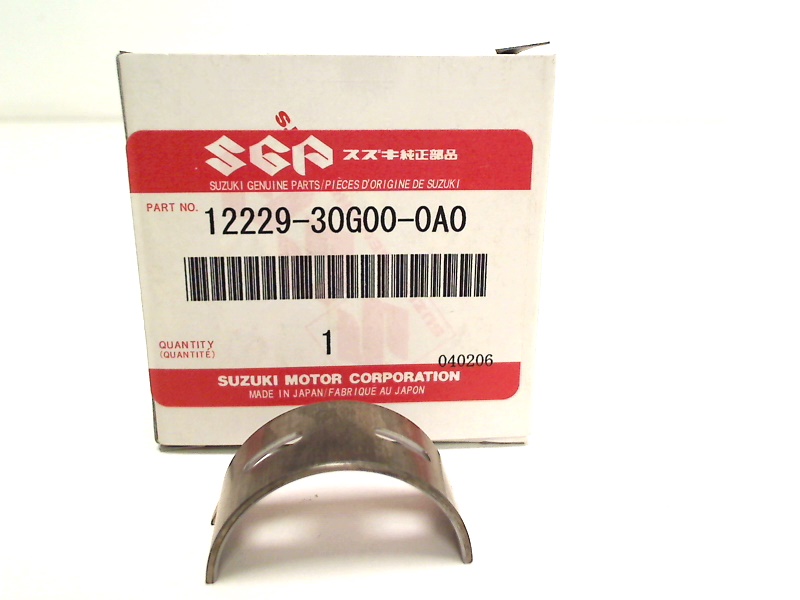 SGP スズキ純正部品
SUZUKI GENUINE PARTS/PIÈCES D'ORIGINE DE SUZUKI
PART NO. 12229-30G00-0A0
QUANTITY 1
(QUANTITÉ)
040206
SUZUKI MOTOR CORPORATION
MADE IN JAPAN/FABRIQUE AU JAPON